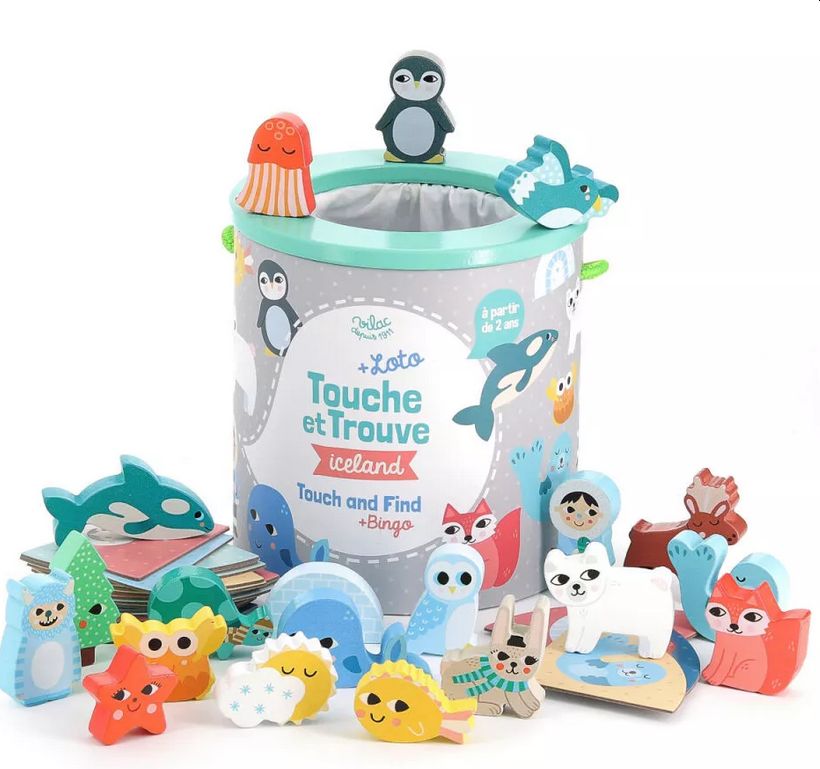 vilac
depuis 1911
à partir
de 2 ans
+Loto
Touche
et Trouve
iceland
Touch and Find
+Bingo